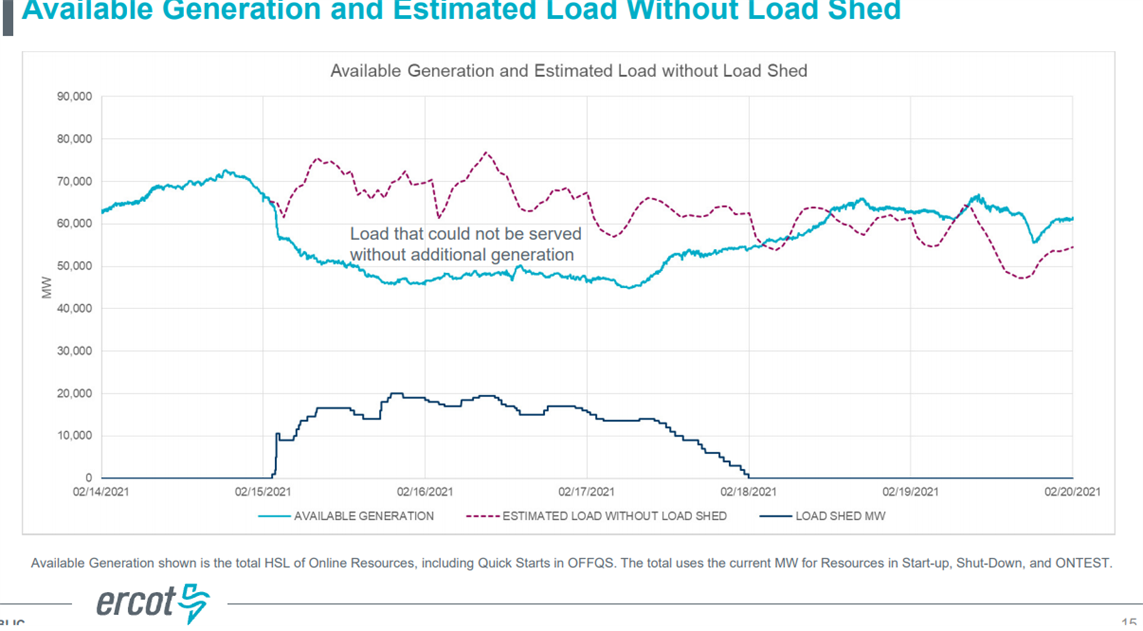 Available Generation and Estimated Load Without Load Shed
Available Generation and Estimated Load without Load Shed
90,000
80,000
70,000
60,000
50,000
40,000
30,000
20,000
10,000
0
MW
Load that could not be served
without additional generation
02/14/2021 02/15/2021 02/16/2021 02/17/2021 02/18/2021 02/19/2021 02/20/2021
AVAILABLE GENERATION ESTIMATED LOAD WITHOUT LOAD SHED LOAD SHED MW
Available Generation shown is the total HSL of Online Resources, including Quick Starts in OFFQS. The total uses the current MW for Resources in Start-up, Shut-Down, and ONTEST.
ercot
15